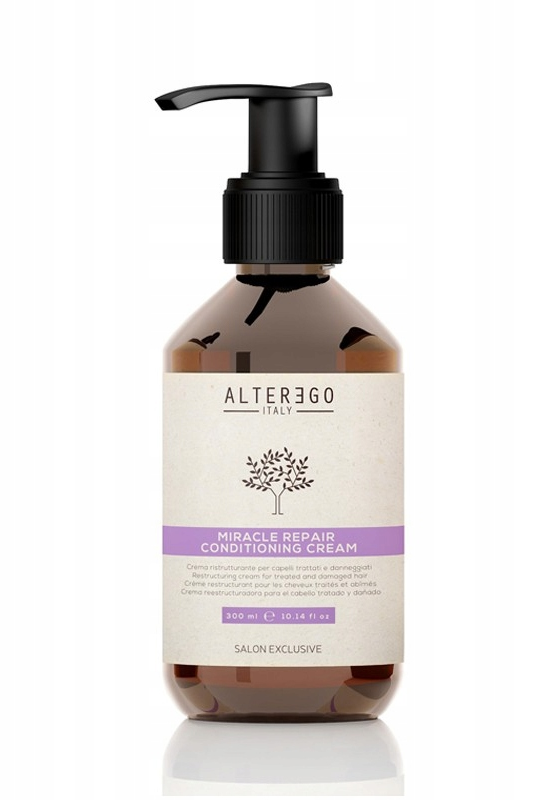 ALTERƎGO
ITALY
MIRACLE REPAIR
CONDITIONING CREAM
Crema ristrutturante per capelli trattati e danneggiati
Restructuring cream for treated and damaged hair
Crème restructurant pour les cheveux traités et abîmés
Crema reestructuradora para el cabello tratado y dañado
300 ml ℮ 10.14 fl oz
SALON EXCLUSIVE